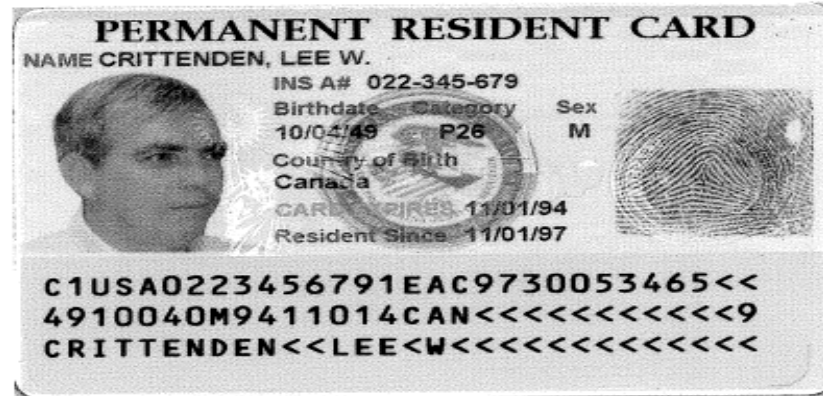 PERMANENT RESIDENT CARD
NAME CRITTENDEN, LEE W.
INS A# 022-345-679
Birthdate Category Sex
10/04/49 P26 M
Country of Birth
Canada
CARD EXPIRES 11/01/94
Resident Since 11/01/97
C1USA0223456791EAC9730053465<<
4910040M9411014CAN<<<<<<<<<<<9
CRITTENDEN<<LEE<W<<<<<<<<<<<<<